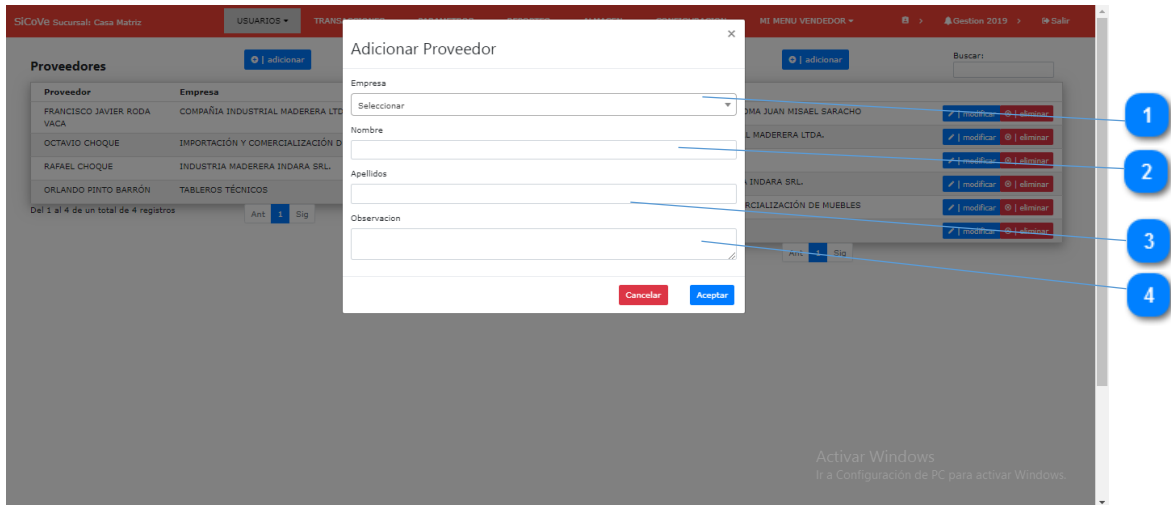 SiCoVe Sucursal: Casa Matriz USUARIOS MI MENU VENDEDOR Gestion 2019 Salir
Adicionar Proveedor ×
Proveedores | adicionar | adicionar Buscar:
Empresa
Proveedor Empresa
Seleccionar
FRANCISCO JAVIER RODA VACA COMPAÑIA INDUSTRIAL MADERERA JUAN MISAEL SARACHO | modificar | eliminar
1
Nombre
OCTAVIO CHOQUE IMPORTACIÓN Y COMERCIALIZACIÓN MADERERA LTDA. | modificar | eliminar
RAFAEL CHOQUE INDUSTRIA MADERERA INDARA SRL. | modificar | eliminar
2
Apellidos
ORLANDO PINTO BARRÓN TABLEROS TÉCNICOS INDARA SRL. | modificar | eliminar
DE MUEBLES | modificar | eliminar
Del 1 al 4 de un total de 4 registros Ant 1 Sig
Observacion
| modificar | eliminar
3
Ant 1 Sig
Cancelar Aceptar
4
Activar Windows
Ir a Configuración de PC para activar Windows.